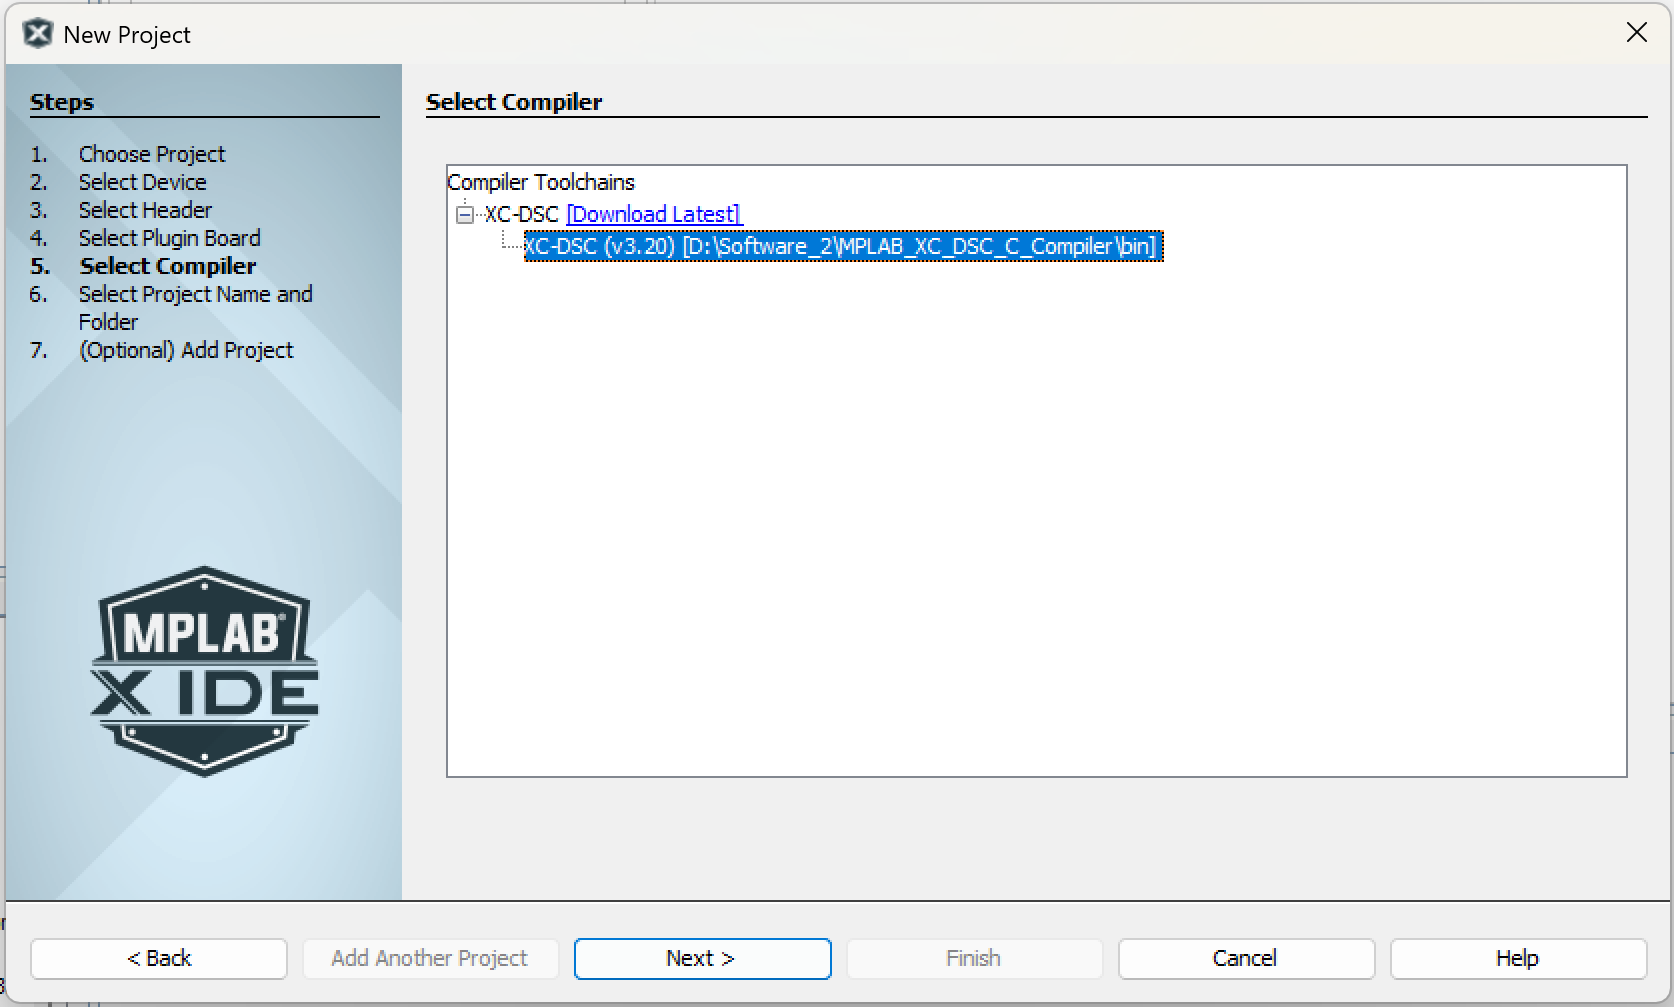 New Project
Steps
1. Choose Project
2. Select Device
3. Select Header
4. Select Plugin Board
5. Select Compiler
6. Select Project Name and
Folder
7. (Optional) Add Project
MPLAB®
X IDE
Select Compiler
Compiler Toolchains
XC-DSC [Download Latest]
XC-DSC (v3.20) [D:\Software_2\MPLAB_XC_DSC_C_Compiler\bin]
< Back
Add Another Project
Next >
Finish
Cancel
Help